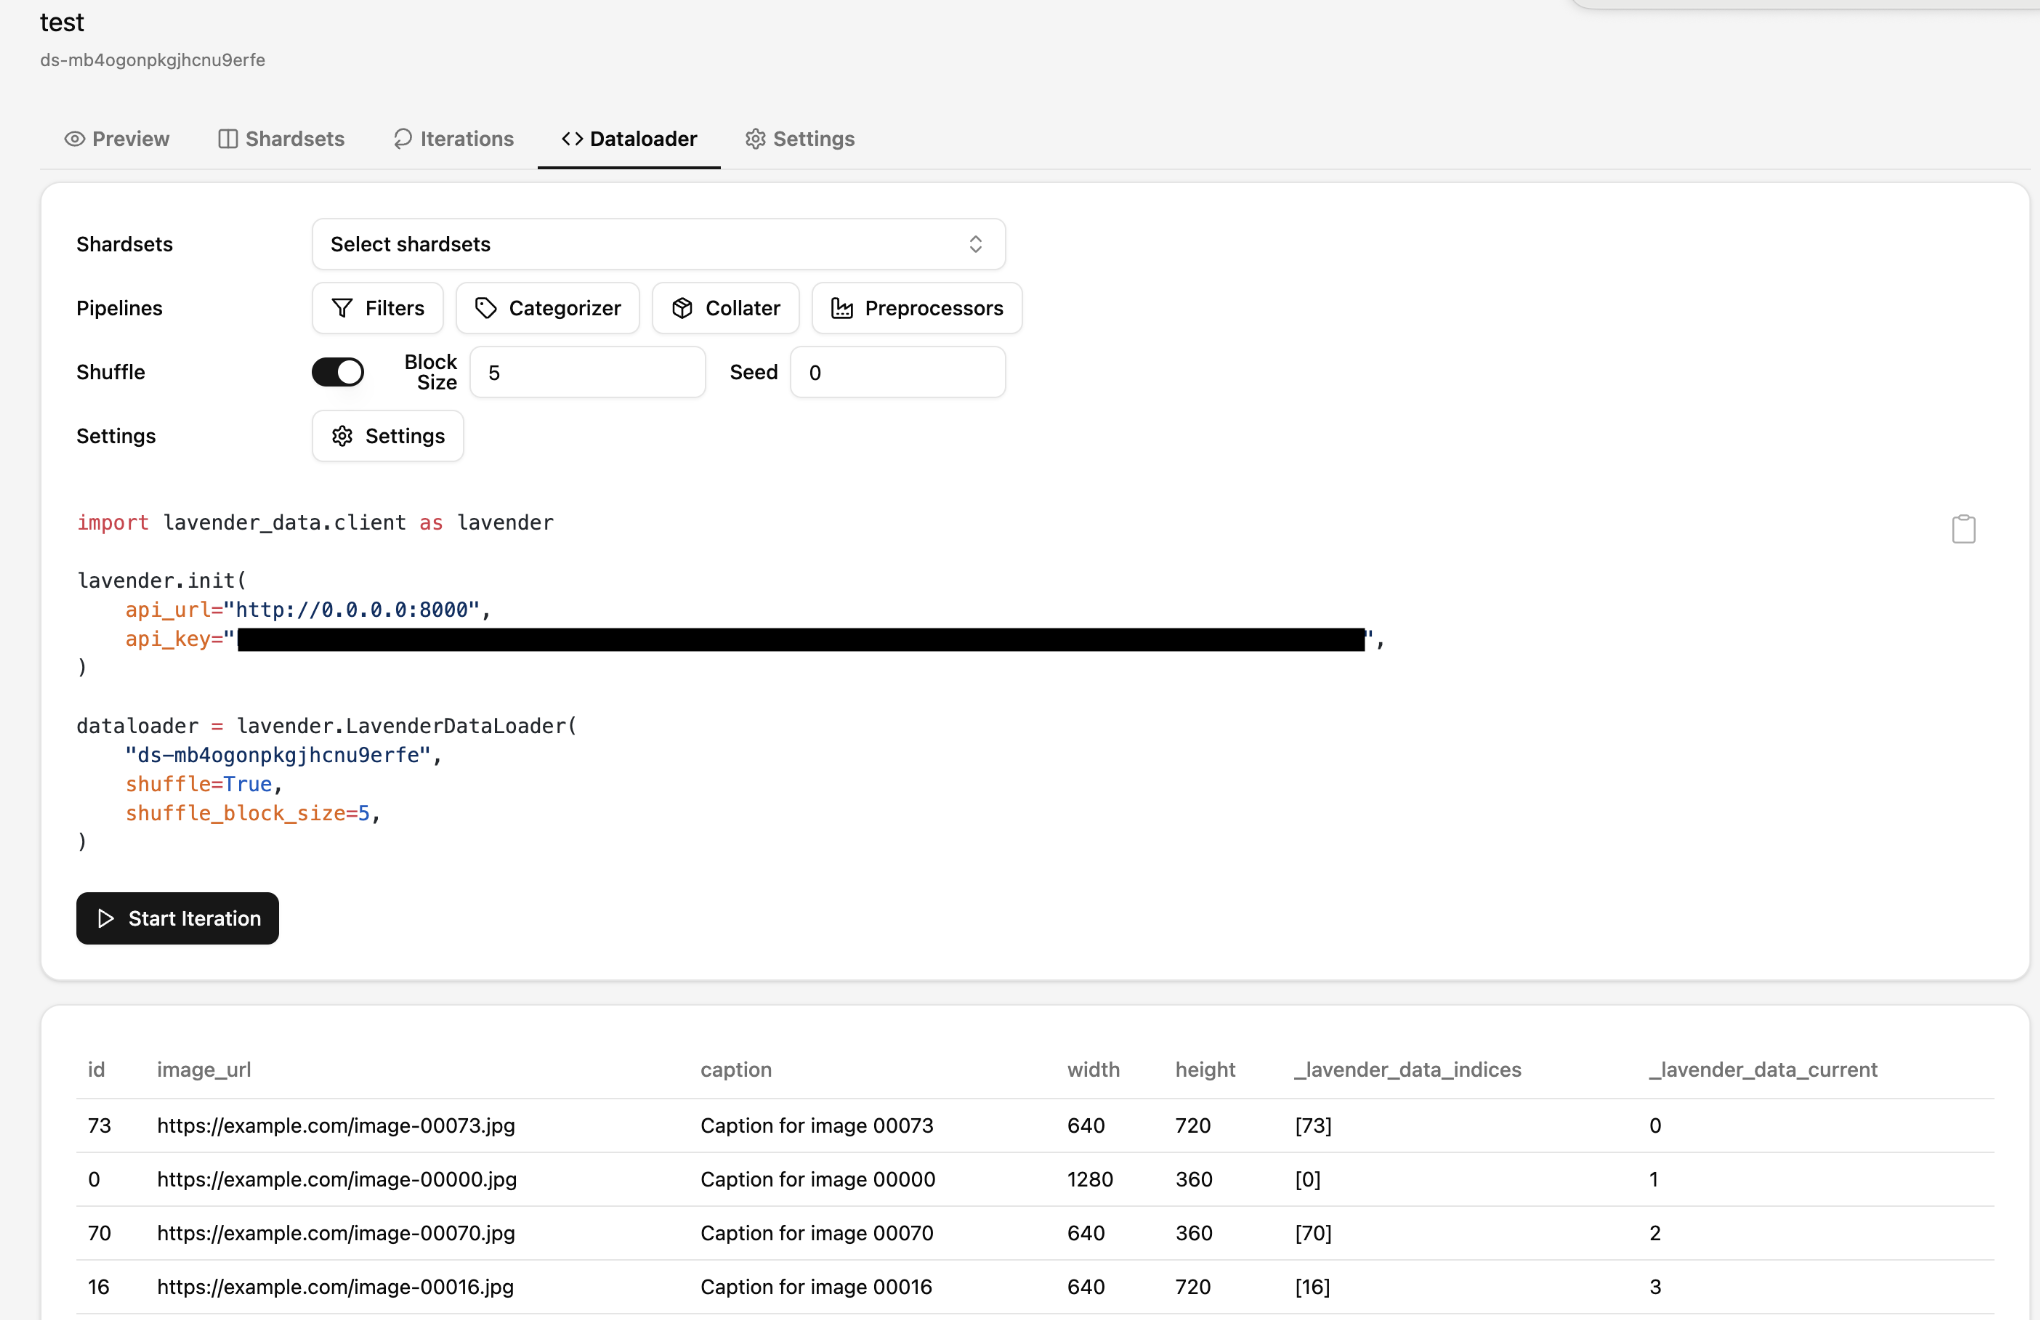 test
ds-mb4ogonpkgjhcnu9erfe
Preview Shardsets Iterations <> Dataloader Settings
Shardsets Select shardsets
Pipelines Filters Categorizer Collater Preprocessors
Shuffle Block Size 5 Seed 0
Settings Settings
import lavender_data.client as lavender
lavender.init(
    api_url="http://0.0.0.0:8000",
    api_key="",
)
dataloader = lavender.LavenderDataLoader(
    "ds-mb4ogonpkgjhcnu9erfe",
    shuffle=True,
    shuffle_block_size=5,
)
Start Iteration
id image_url caption width height _lavender_data_indices _lavender_data_current
73 https://example.com/image-00073.jpg Caption for image 00073 640 720 [73] 0
0 https://example.com/image-00000.jpg Caption for image 00000 1280 360 [0] 1
70 https://example.com/image-00070.jpg Caption for image 00070 640 360 [70] 2
16 https://example.com/image-00016.jpg Caption for image 00016 640 720 [16] 3